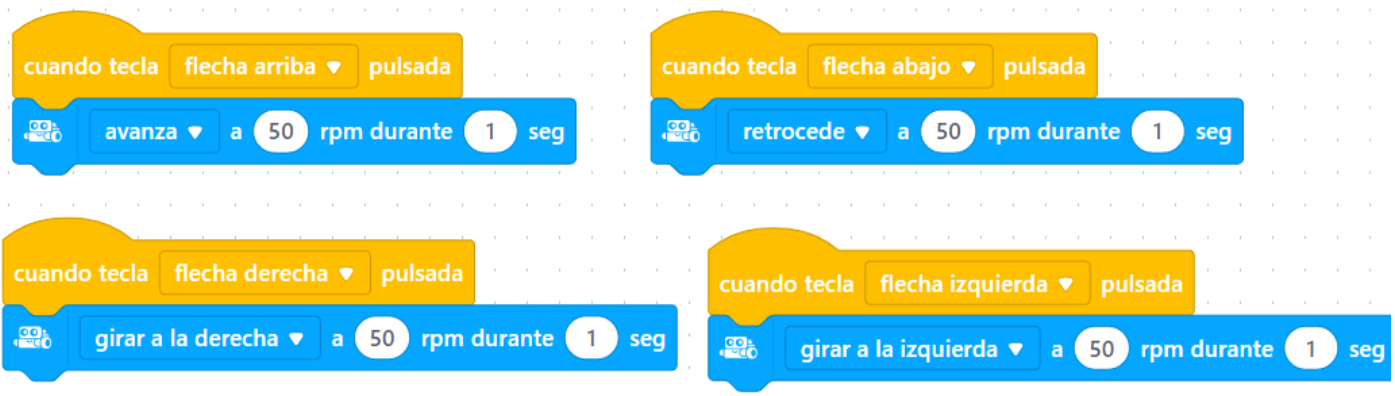 cuando tecla flecha arriba pulsada
avanza a 50 rpm durante 1 seg
cuando tecla flecha abajo pulsada
retrocede a 50 rpm durante 1 seg
cuando tecla flecha derecha pulsada
girar a la derecha a 50 rpm durante 1 seg
cuando tecla flecha izquierda pulsada
girar a la izquierda a 50 rpm durante 1 seg